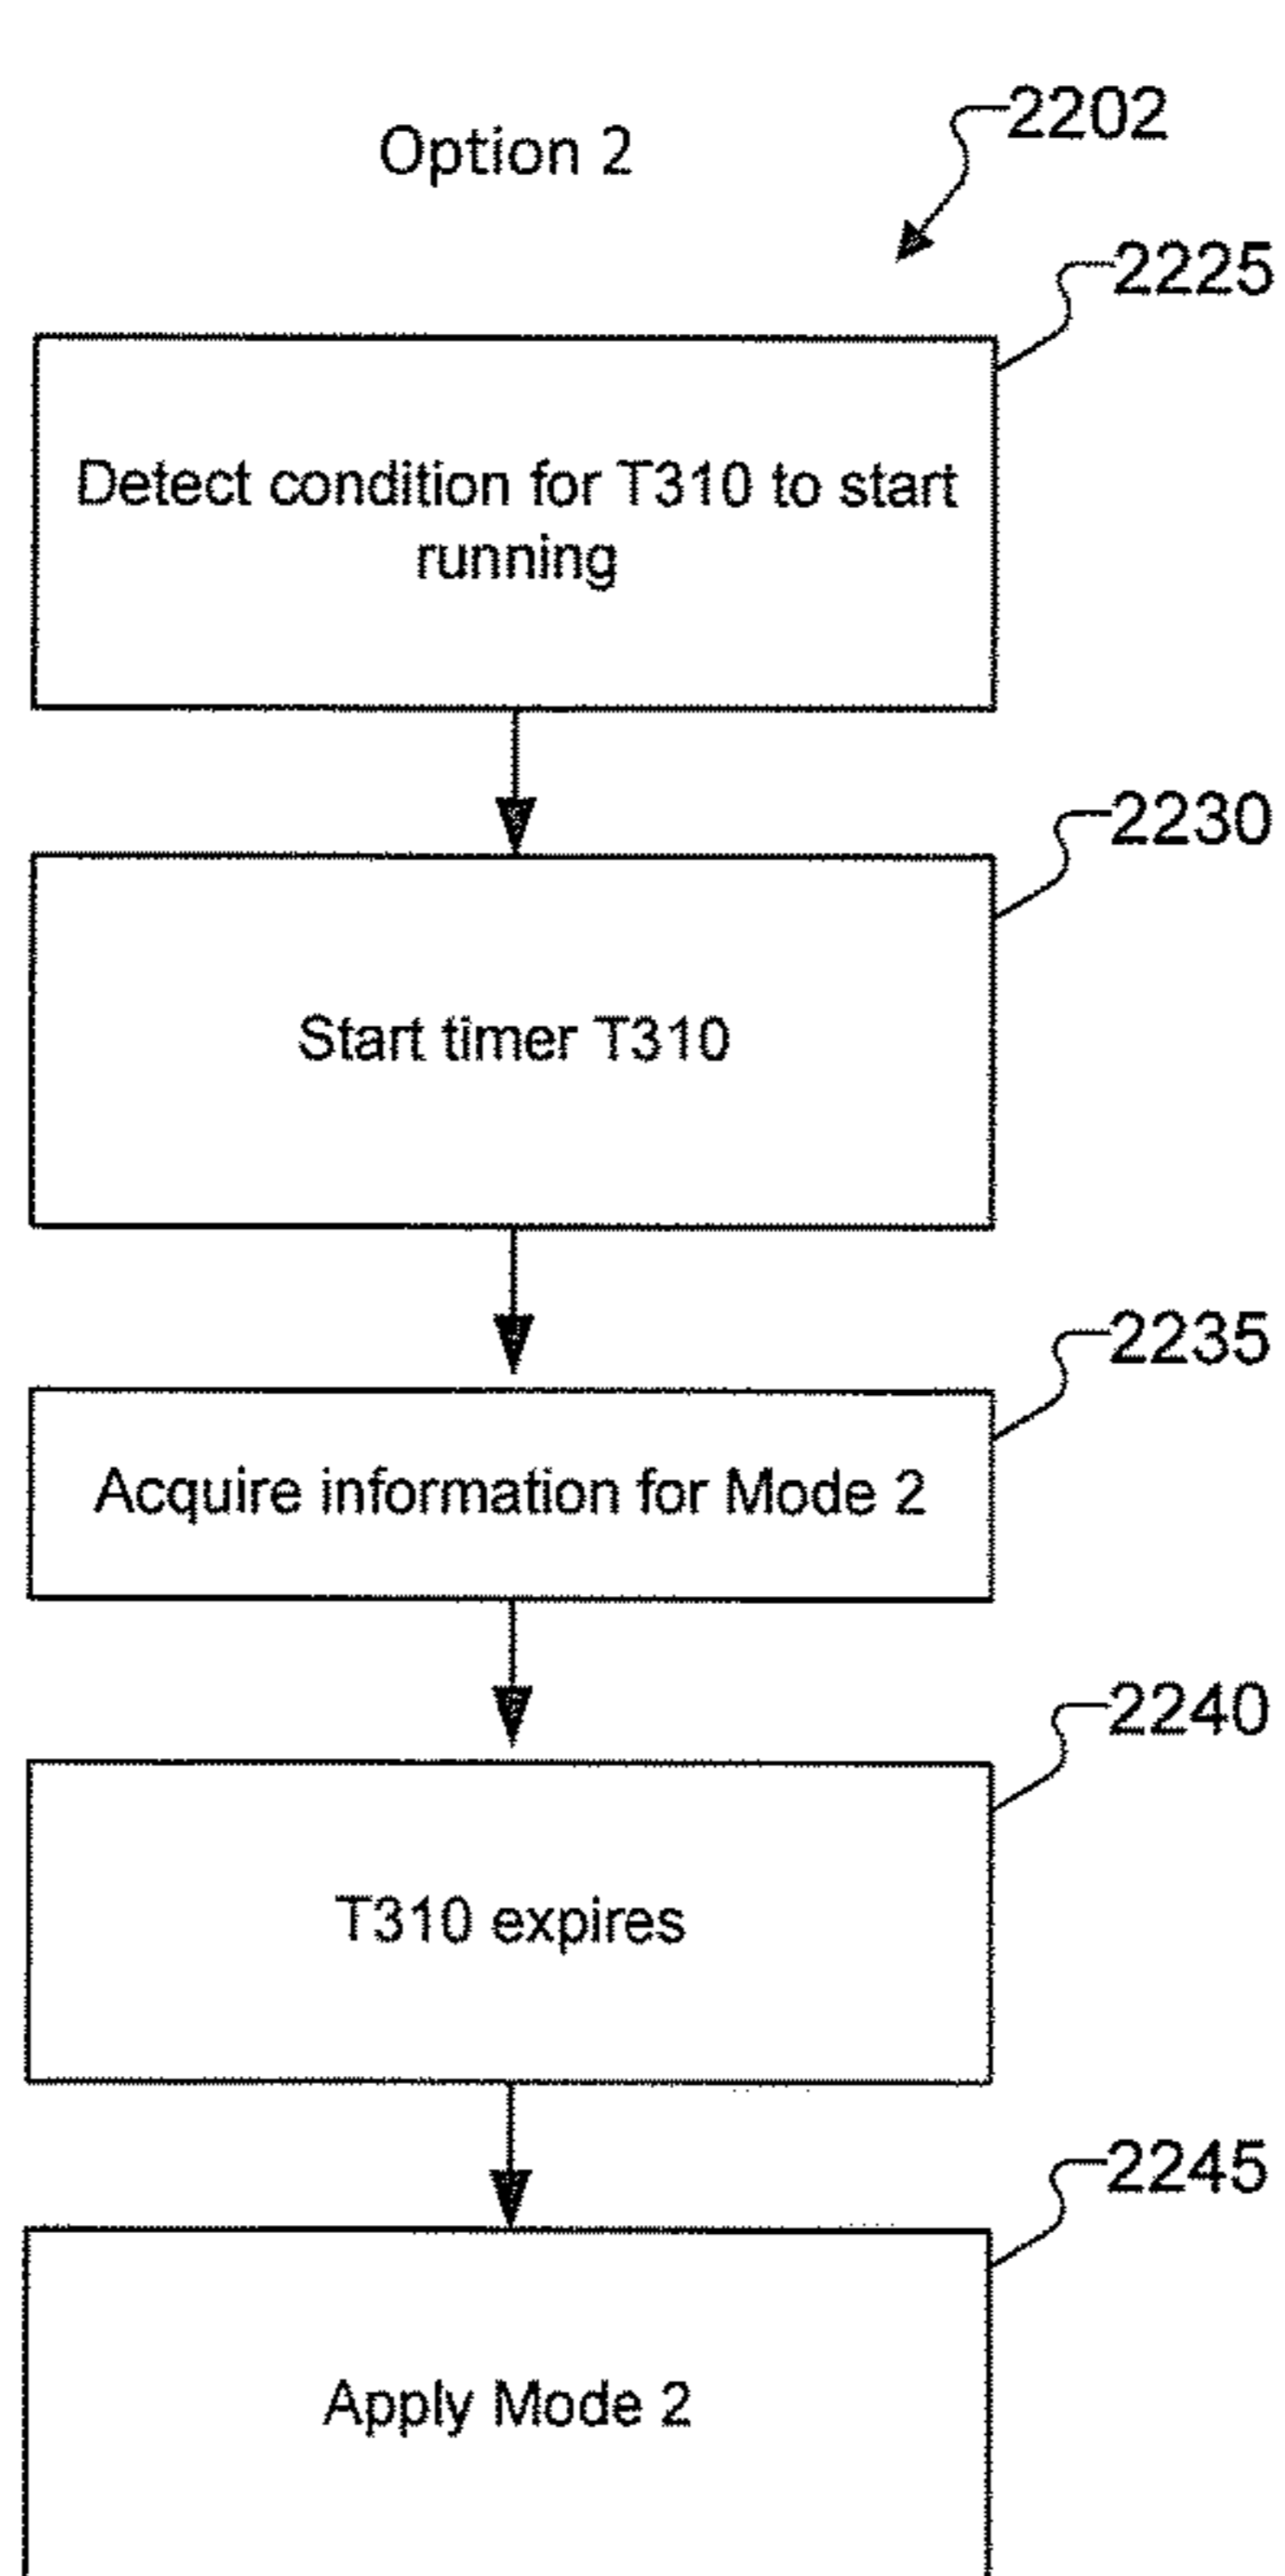 Option 2
2202
2225
Detect condition for T310 to start
running
2230
Start timer T310
2235
Acquire information for Mode 2
2240
T310 expires
2245
Apply Mode 2